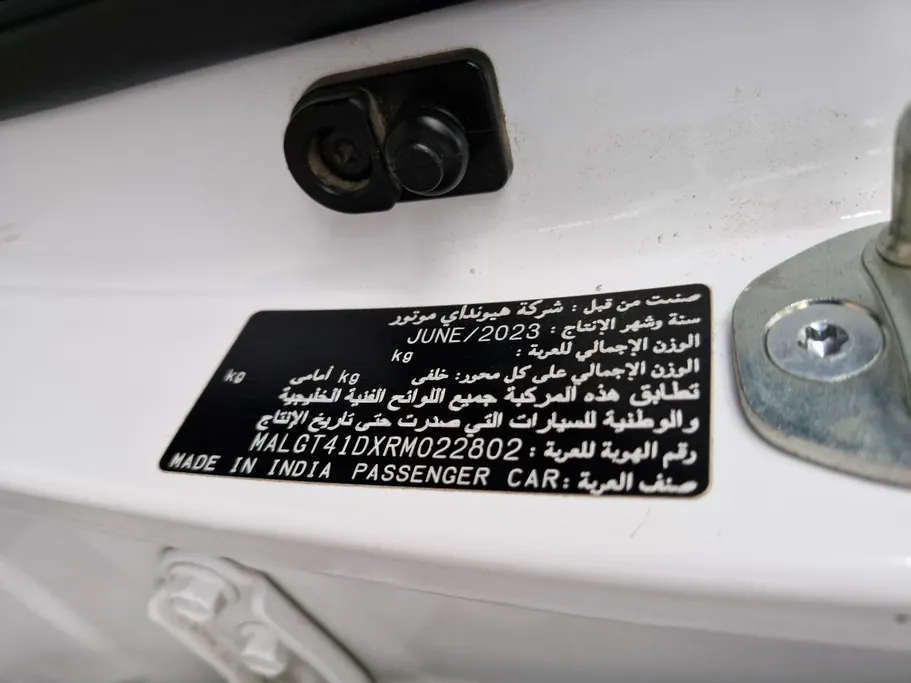 صنعت من قبل : شركة هيونداي موتور
سنة وشهر الإنتاج : JUNE/2023
الوزن الإجمالي للعربة : kg
الوزن الإجمالي على كل محور: خلفى kg أمامى kg
تطابق هذه المركبة جميع اللوائح الفنية الخليجية
والوطنية للسيارات التي صدرت حتى تاريخ الإنتاج
رقم الهوية للعربة : MALGT41DXRM022802
صنف العربة : MADE IN INDIA PASSENGER CAR